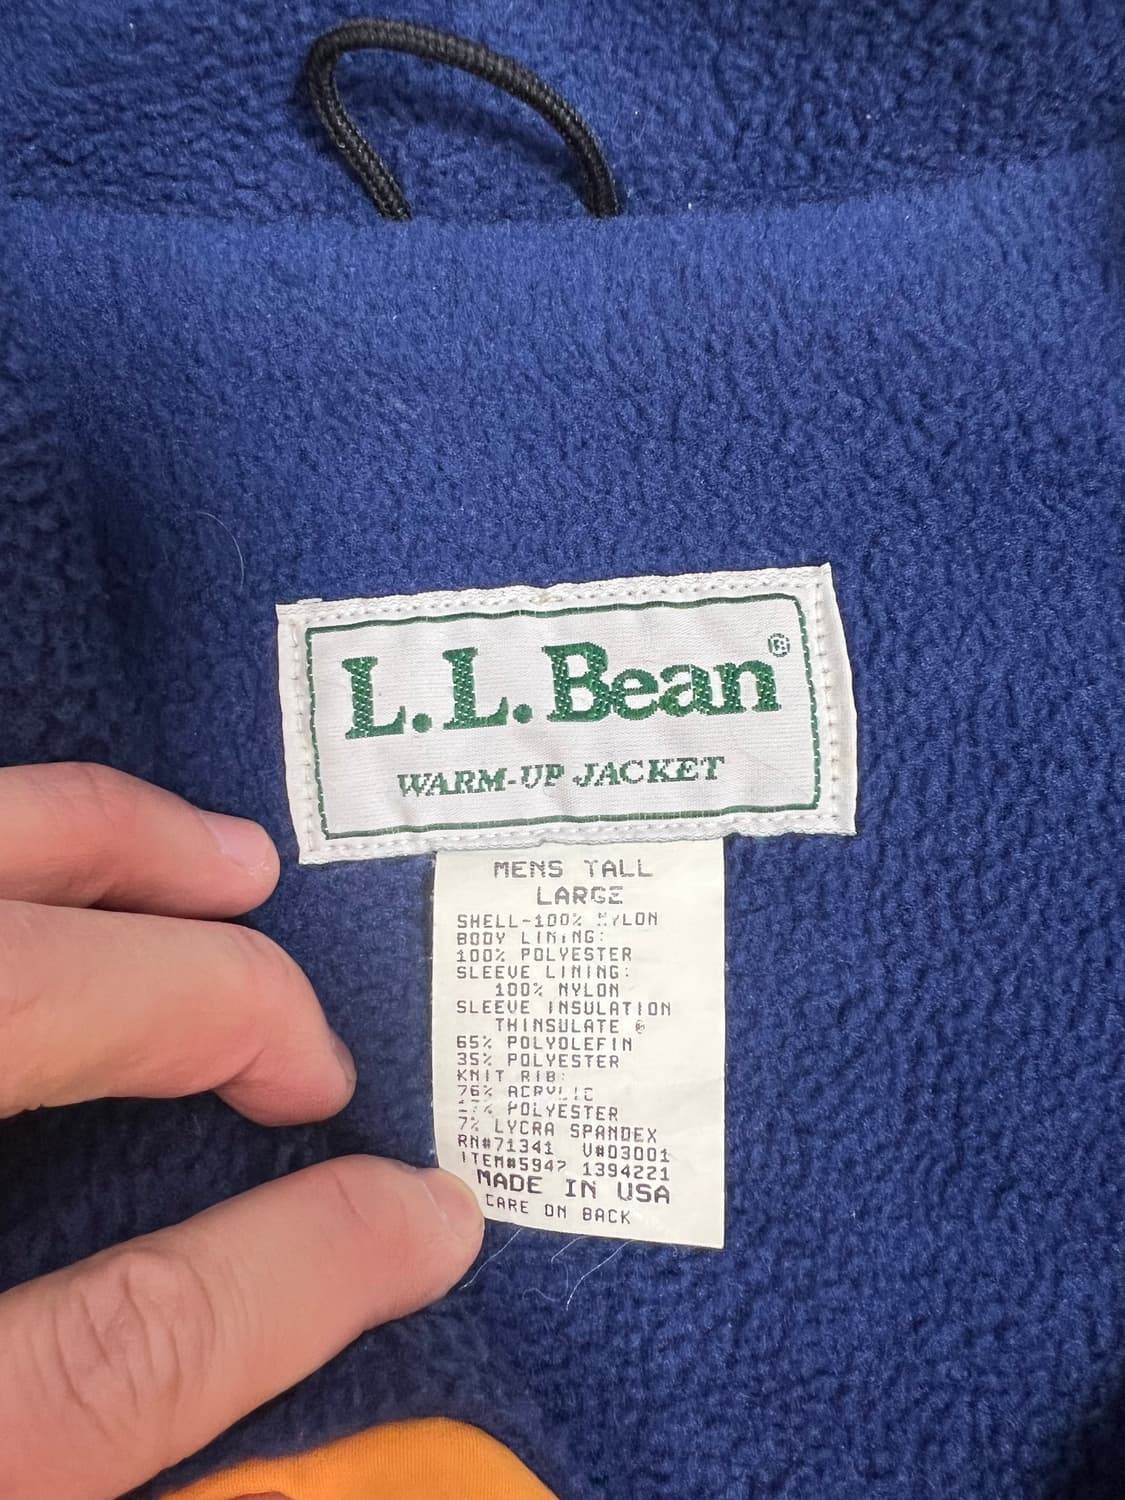 L.L.Bean®
WARM-UP JACKET
MENS TALL
LARGE
SHELL-100% NYLON
BODY LINING:
100% POLYESTER
SLEEVE LINING:
100% NYLON
SLEEVE INSULATION
THINSULATE ®
65% POLYOLEFIN
35% POLYESTER
KNIT RIB:
76% ACRYLIC
POLYESTER
7% LYCRA SPANDEX
RN#71341 V#03001
ITEM#5947 1394221
MADE IN USA
CARE ON BACK